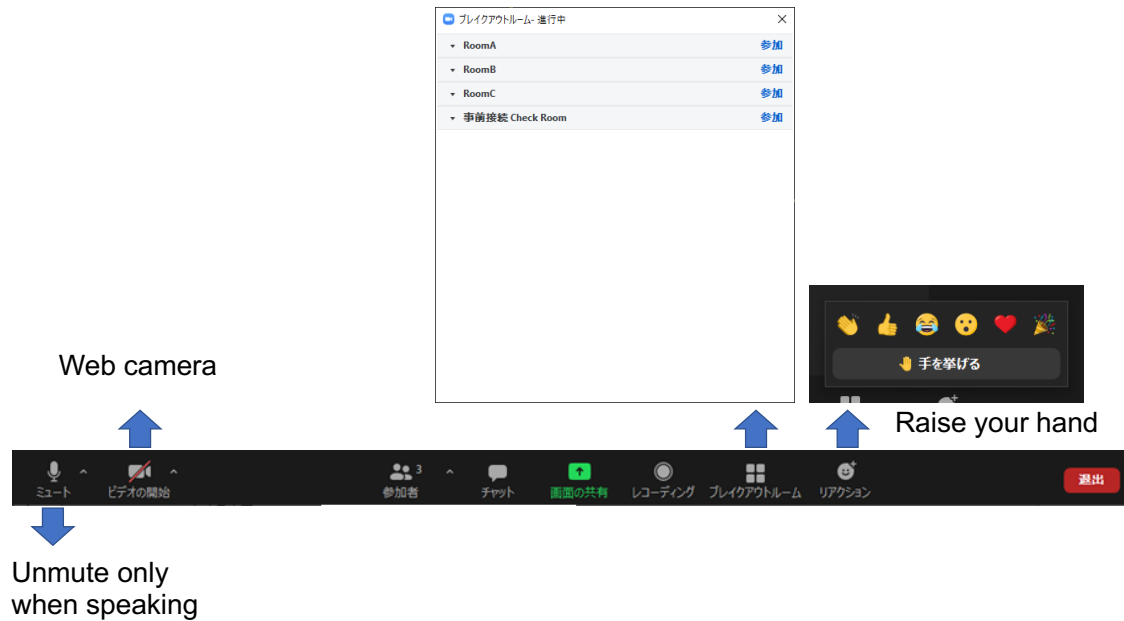 ブレイクアウトルーム- 進行中
RoomA 参加
RoomB 参加
RoomC 参加
事前接続 Check Room 参加
手を挙げる
Web camera
Raise your hand
ミュート ビデオの開始 参加者 3 チャット 画面の共有 レコーディング ブレイクアウトルーム リアクション 退出
Unmute only
when speaking